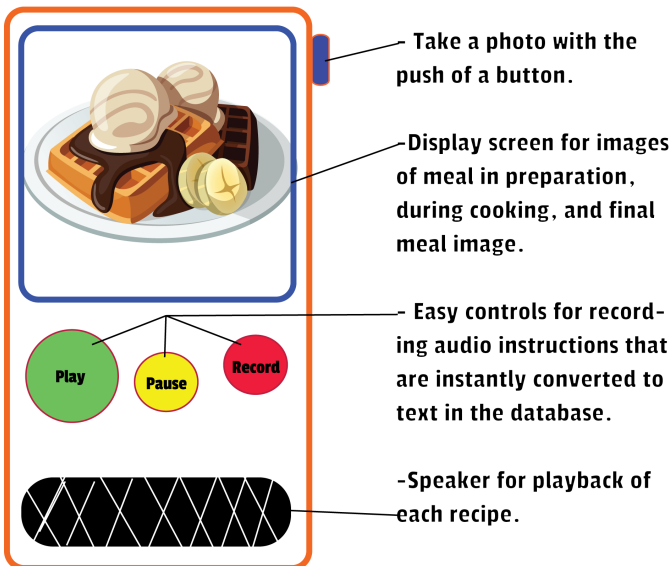 - Take a photo with the
push of a button.
-Display screen for images
of meal in preparation,
during cooking, and final
meal image.
- Easy controls for record-
ing audio instructions that
are instantly converted to
text in the database.
Play
Pause
Record
-Speaker for playback of
each recipe.